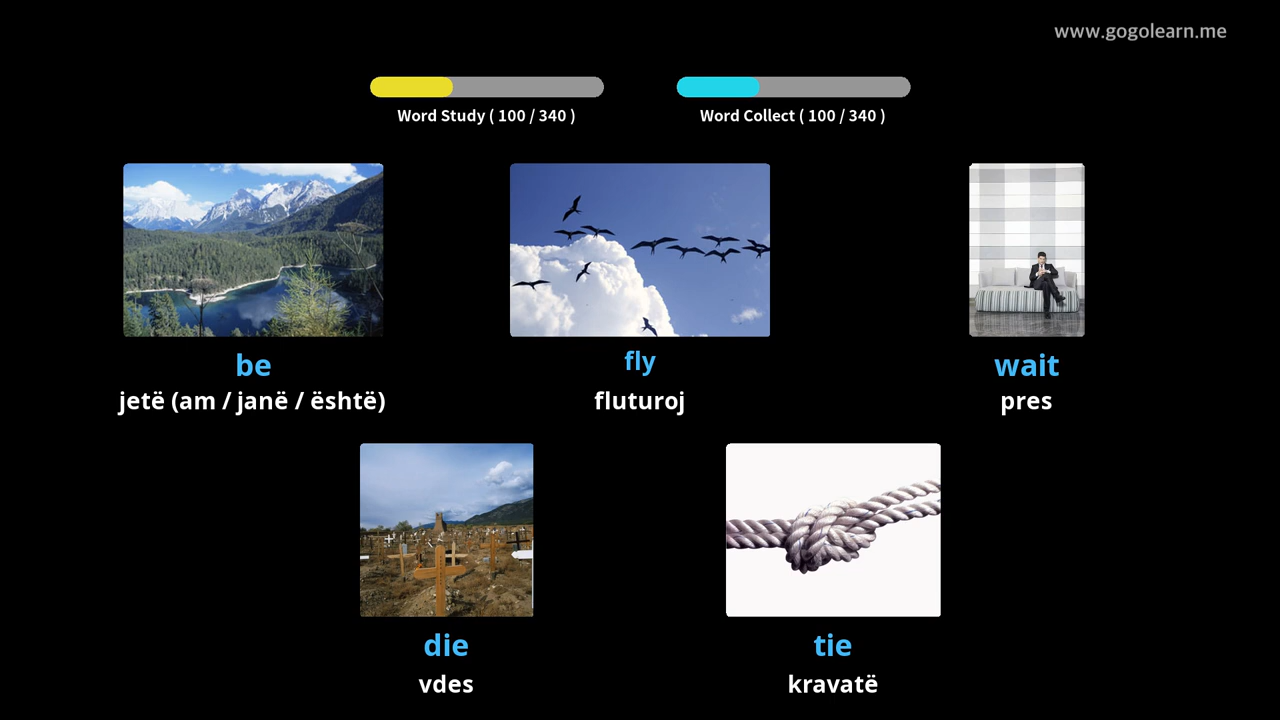 www.gogolearn.me
Word Study ( 100 / 340 )
Word Collect ( 100 / 340 )
be
jetë (am / janë / është)
fly
fluturoj
wait
pres
die
vdes
tie
kravatë